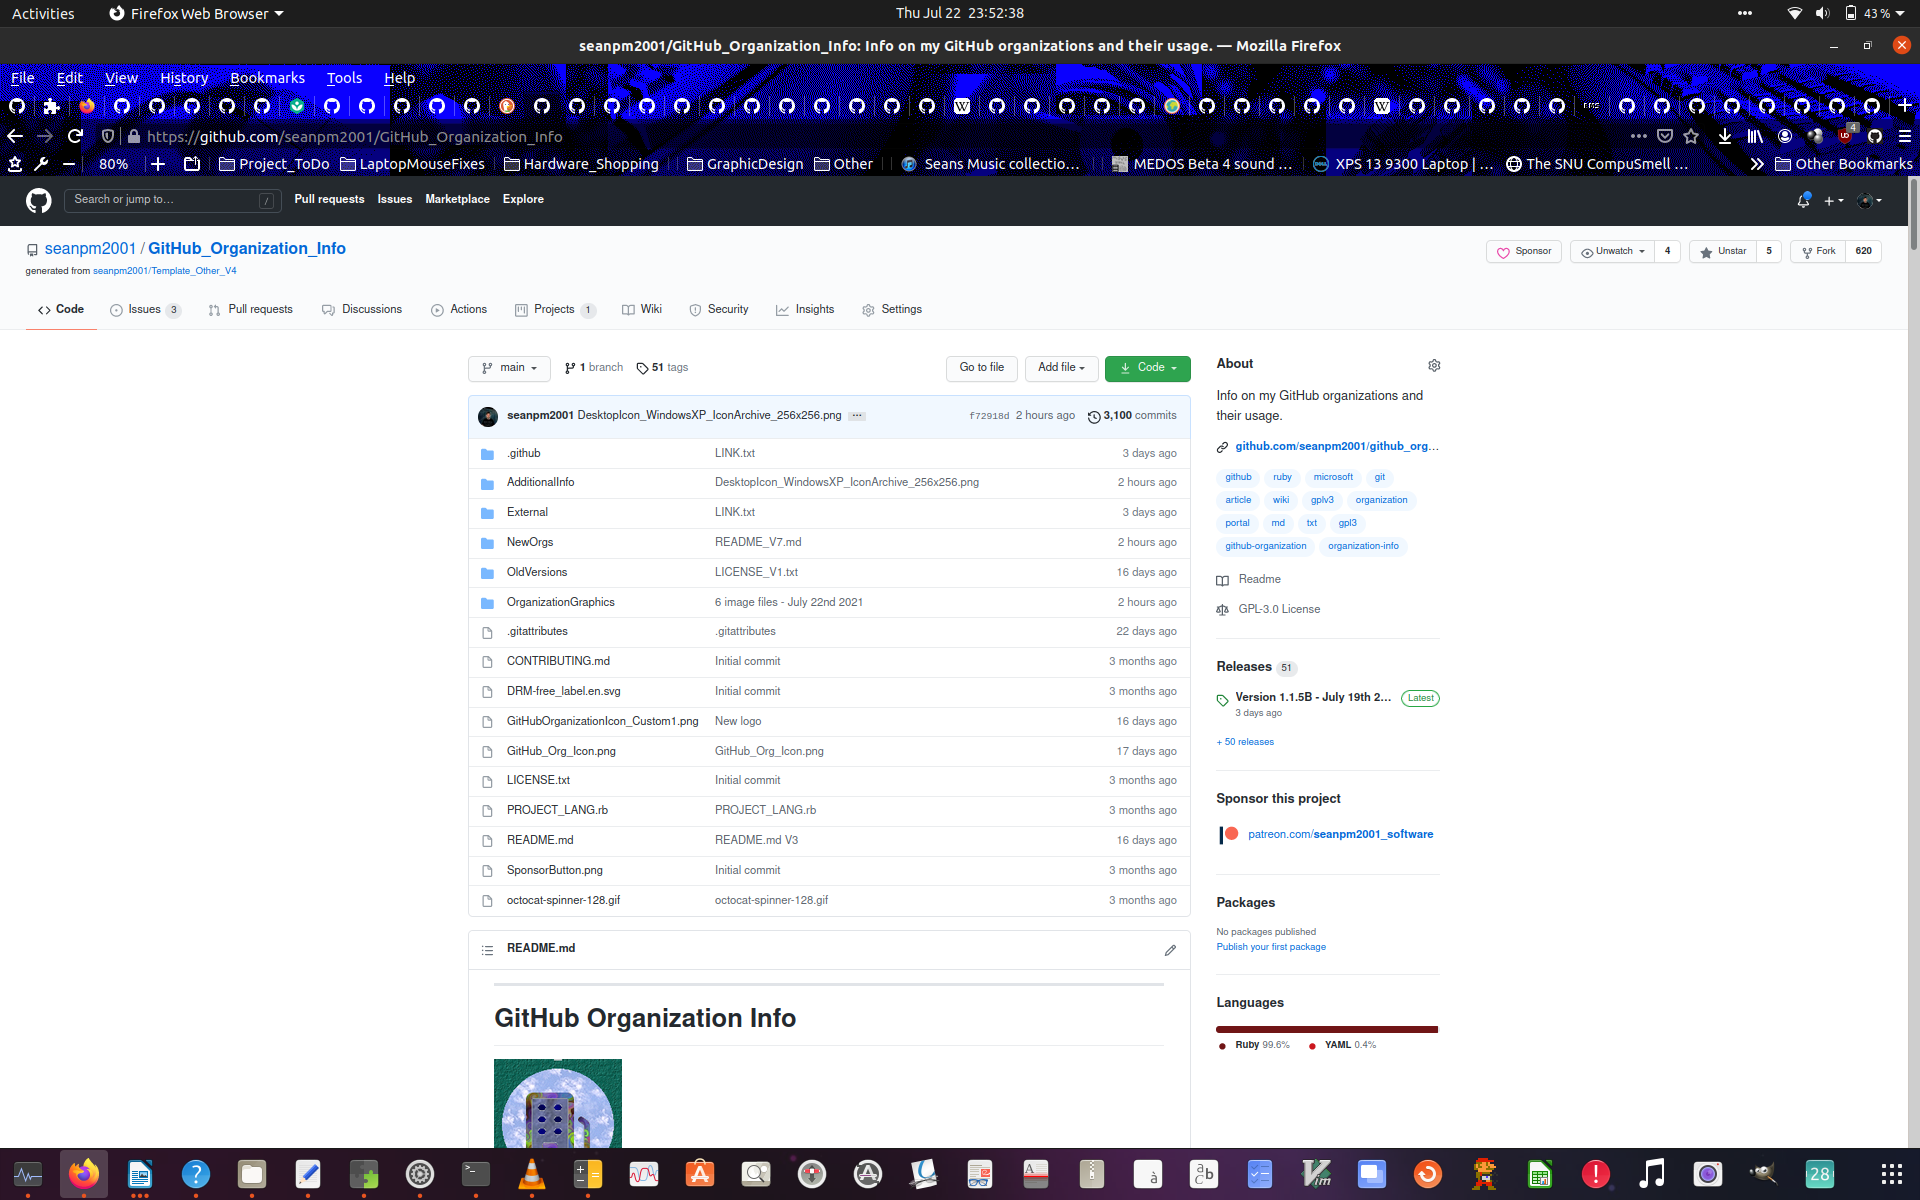 Activities Firefox Web Browser Thu Jul 22 23:52:38 43 %
seanpm2001/GitHub_Organization_Info: Info on my GitHub organizations and their usage. — Mozilla Firefox
File Edit View History Bookmarks Tools Help
https://github.com/seanpm2001/GitHub_Organization_Info 4
80% Project_ToDo LaptopMouseFixes Hardware_Shopping GraphicDesign Other Seans Music collectio… MEDOS Beta 4 sound … XPS 13 9300 Laptop | … The SNU CompuSmell … Other Bookmarks
Search or jump to… / Pull requests Issues Marketplace Explore
seanpm2001 / GitHub_Organization_Info Sponsor Unwatch 4 Unstar 5 Fork 620
generated from seanpm2001/Template_Other_V4
Code Issues 3 Pull requests Discussions Actions Projects 1 Wiki Security Insights Settings
main 1 branch 51 tags Go to file Add file Code
seanpm2001 DesktopIcon_WindowsXP_IconArchive_256x256.png f72918d 2 hours ago 3,100 commits
.github LINK.txt 3 days ago
AdditionalInfo DesktopIcon_WindowsXP_IconArchive_256x256.png 2 hours ago
External LINK.txt 3 days ago
NewOrgs README_V7.md 2 hours ago
OldVersions LICENSE_V1.txt 16 days ago
OrganizationGraphics 6 image files - July 22nd 2021 2 hours ago
.gitattributes .gitattributes 22 days ago
CONTRIBUTING.md Initial commit 3 months ago
DRM-free_label.en.svg Initial commit 3 months ago
GitHubOrganizationIcon_Custom1.png New logo 16 days ago
GitHub_Org_Icon.png GitHub_Org_Icon.png 17 days ago
LICENSE.txt Initial commit 3 months ago
PROJECT_LANG.rb PROJECT_LANG.rb 3 months ago
README.md README.md V3 16 days ago
SponsorButton.png Initial commit 3 months ago
octocat-spinner-128.gif octocat-spinner-128.gif 3 months ago
README.md
GitHub Organization Info
About
Info on my GitHub organizations and
their usage.
github.com/seanpm2001/github_org…
github ruby microsoft git
article wiki gplv3 organization
portal md txt gpl3
github-organization organization-info
Readme
GPL-3.0 License
Releases 51
Version 1.1.5B - July 19th 2… Latest
3 days ago
+ 50 releases
Sponsor this project
patreon.com/seanpm2001_software
Packages
No packages published
Publish your first package
Languages
Ruby 99.6% YAML 0.4%
28